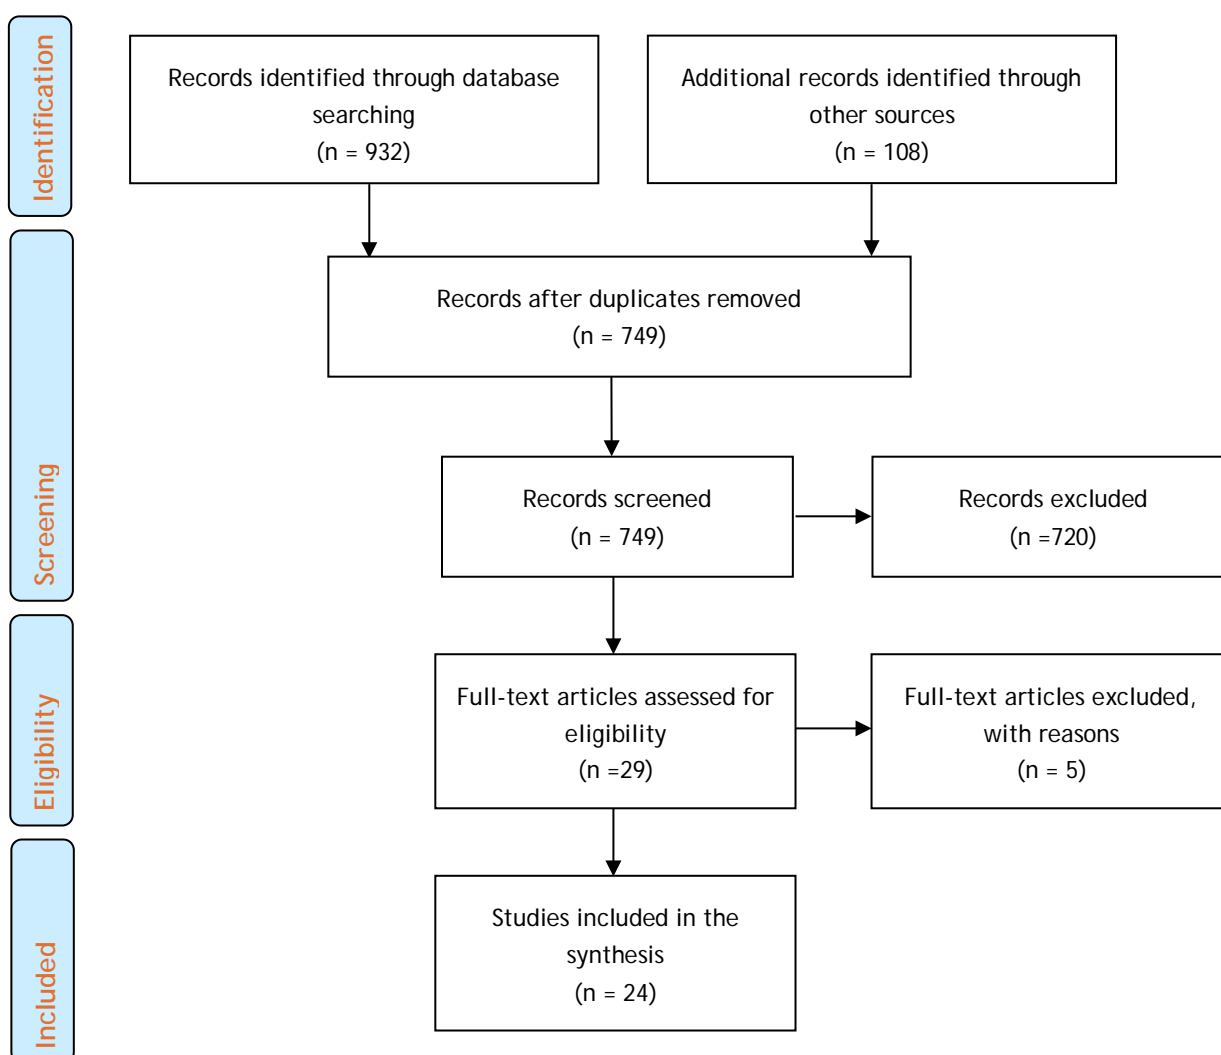 Identification
Records identified through database
searching
(n = 932)
Additional records identified through
other sources
(n = 108)
Screening
Records after duplicates removed
(n = 749)
Records screened
(n = 749)
Records excluded
(n =720)
Eligibility
Full-text articles assessed for
eligibility
(n =29)
Full-text articles excluded,
with reasons
(n = 5)
Included
Studies included in the
synthesis
(n = 24)